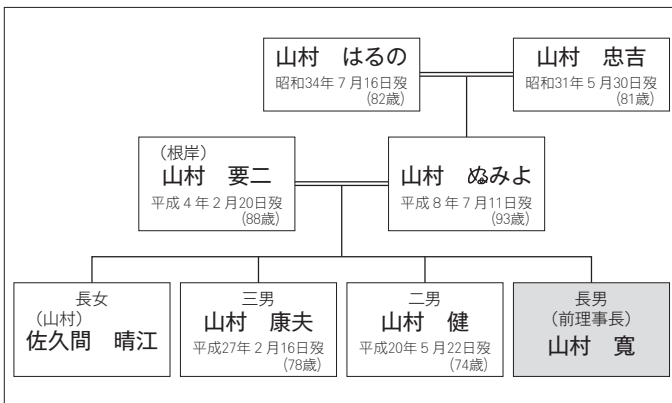 山村　はるの
昭和34年7月16日歿
(82歳)
山村　忠吉
昭和31年5月30日歿
(81歳)
(根岸)
山村　要二
平成4年2月20日歿
(88歳)
山村　ぬみよ
平成8年7月11日歿
(93歳)
長女
(山村)
佐久間　晴江
三男
山村　康夫
平成27年2月16日歿
(78歳)
二男
山村　健
平成20年5月22日歿
(74歳)
長男
(前理事長)
山村　寬